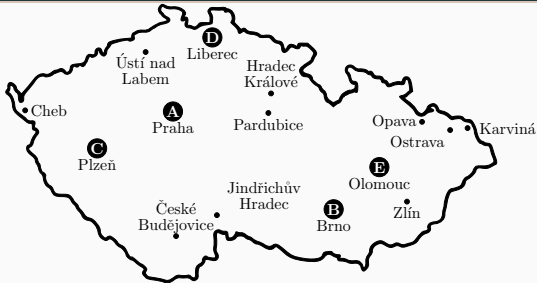 D
Liberec
Ústí nad
Labem
Hradec
Králové
Cheb
A
Praha
Pardubice
Opava
Ostrava
Karviná
C
Plzeň
E
Olomouc
Jindřichův
Hradec
České
Budějovice
B
Brno
Zlín